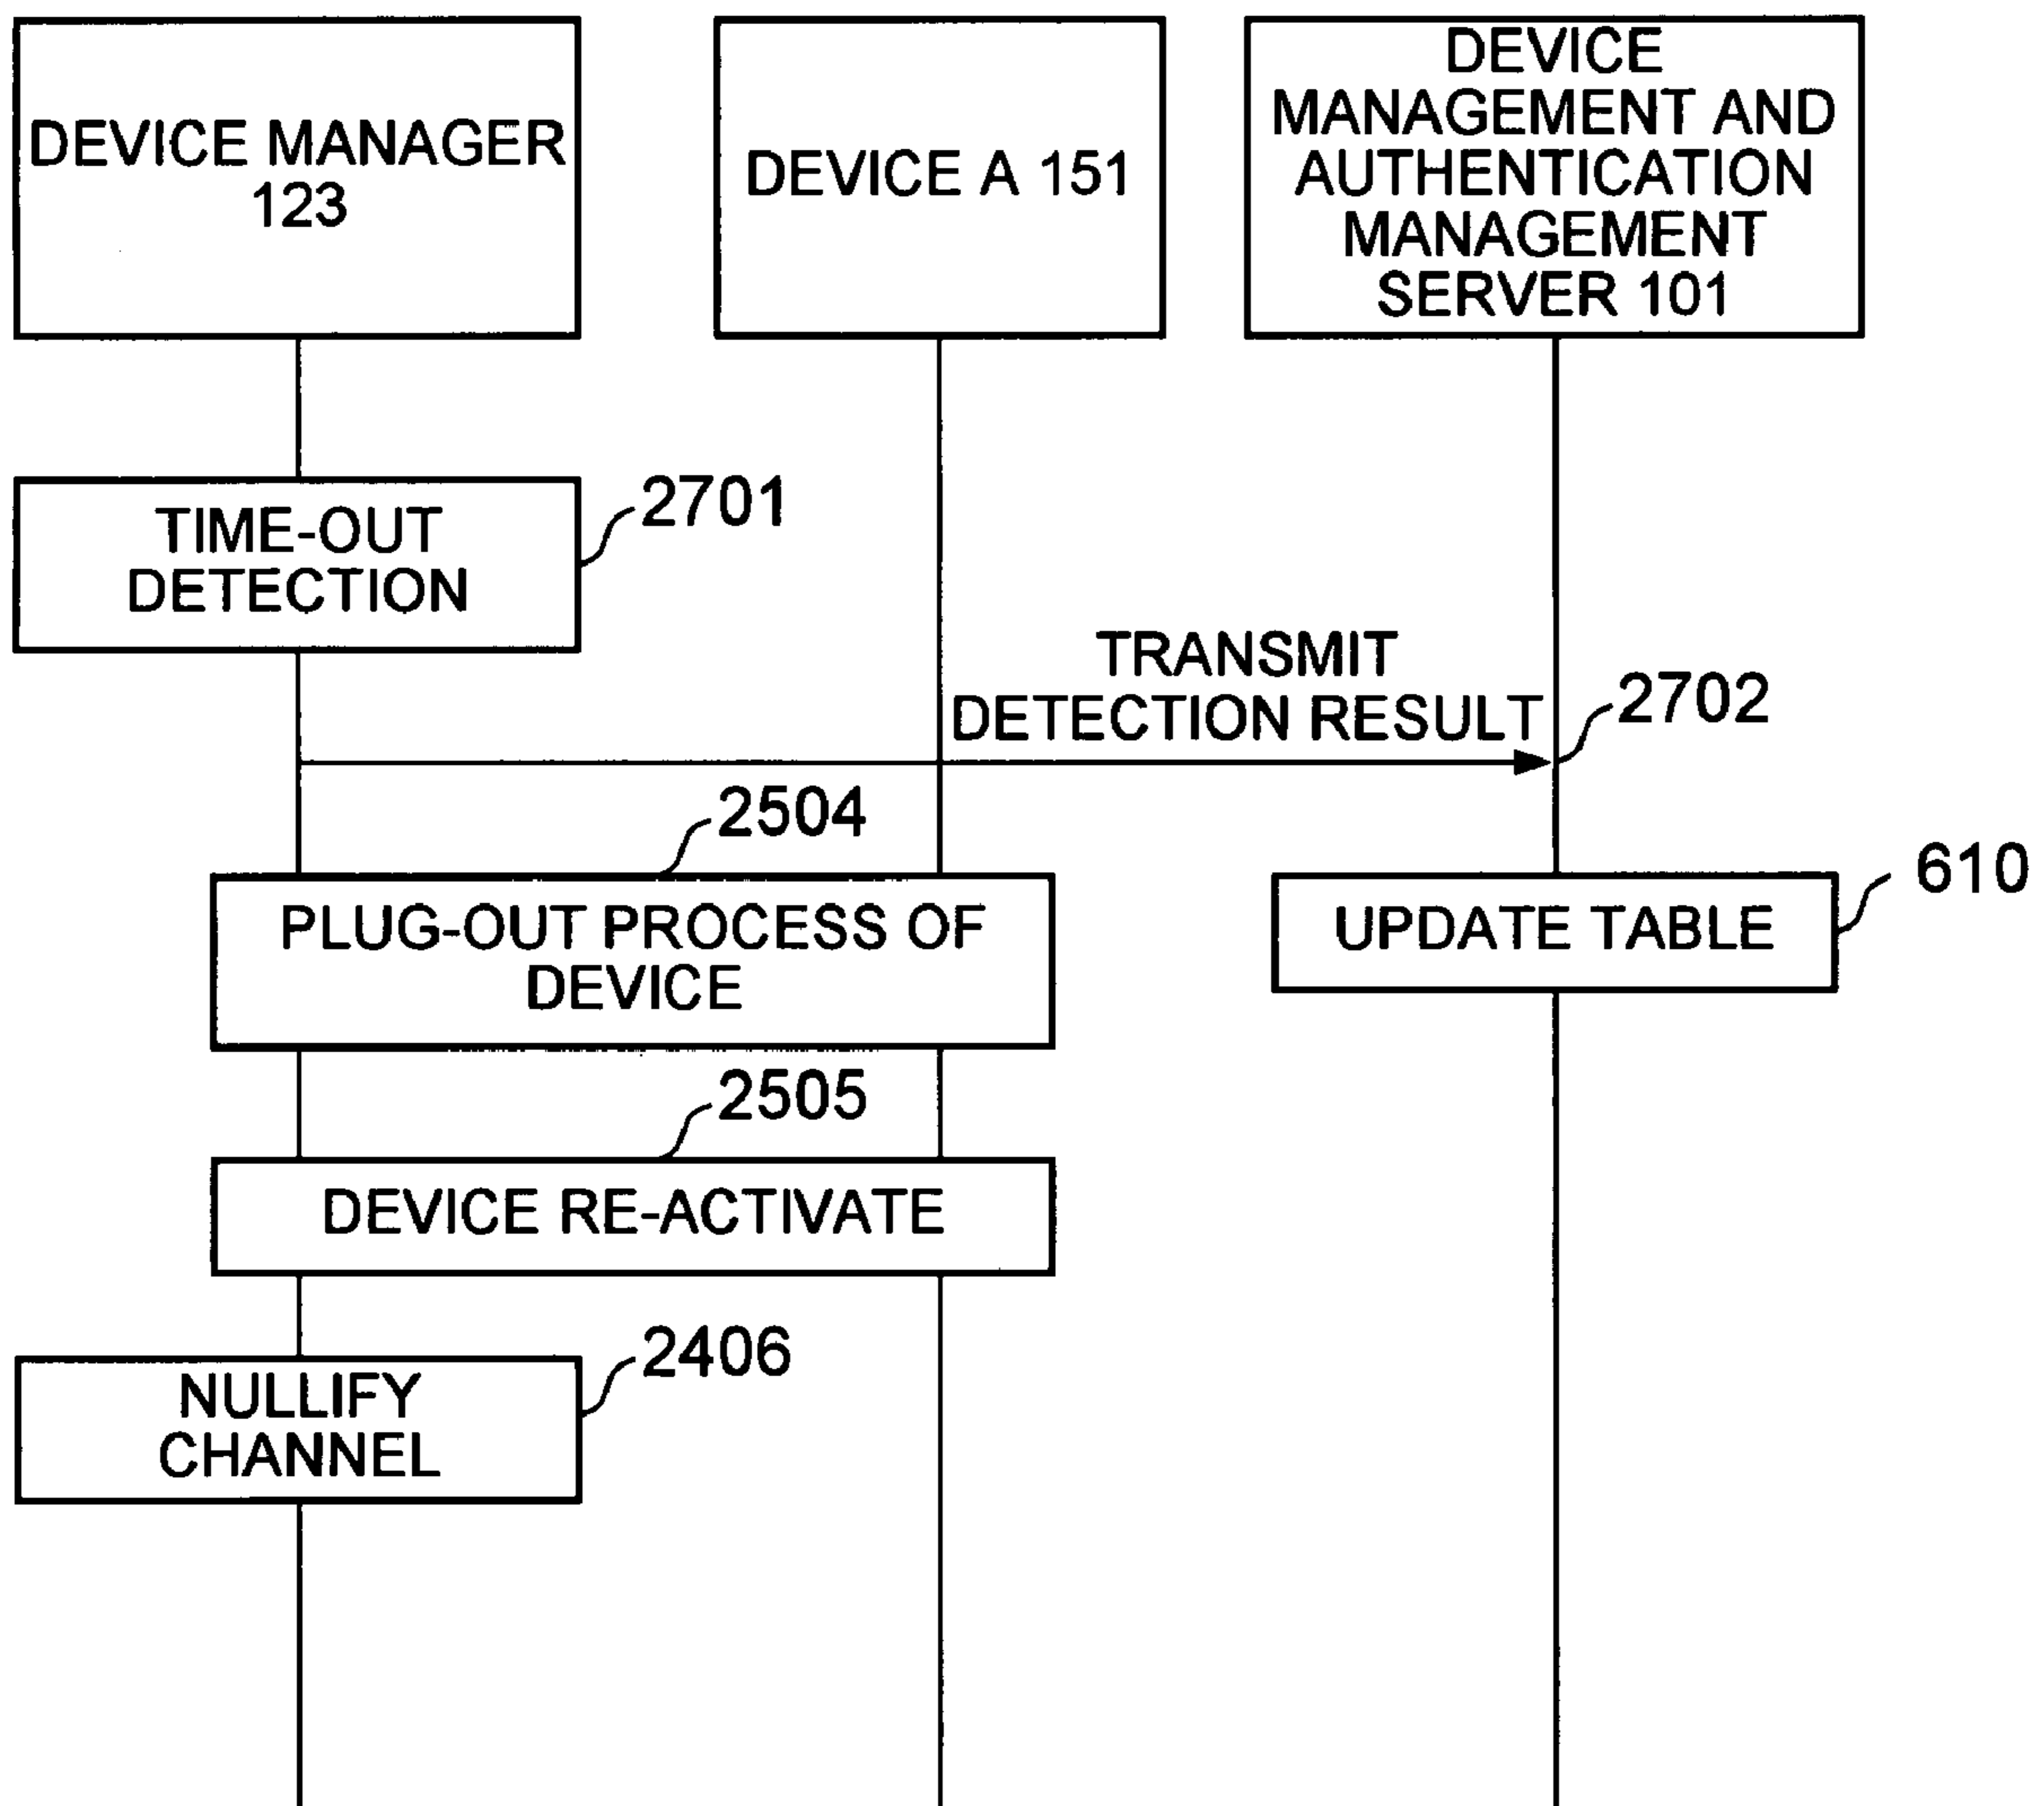 DEVICE MANAGER
123
DEVICE A 151
DEVICE
MANAGEMENT AND
AUTHENTICATION
MANAGEMENT
SERVER 101
TIME-OUT
DETECTION
2701
TRANSMIT
DETECTION RESULT
2702
2504
PLUG-OUT PROCESS OF
DEVICE
610
UPDATE TABLE
2505
DEVICE RE-ACTIVATE
2406
NULLIFY
CHANNEL